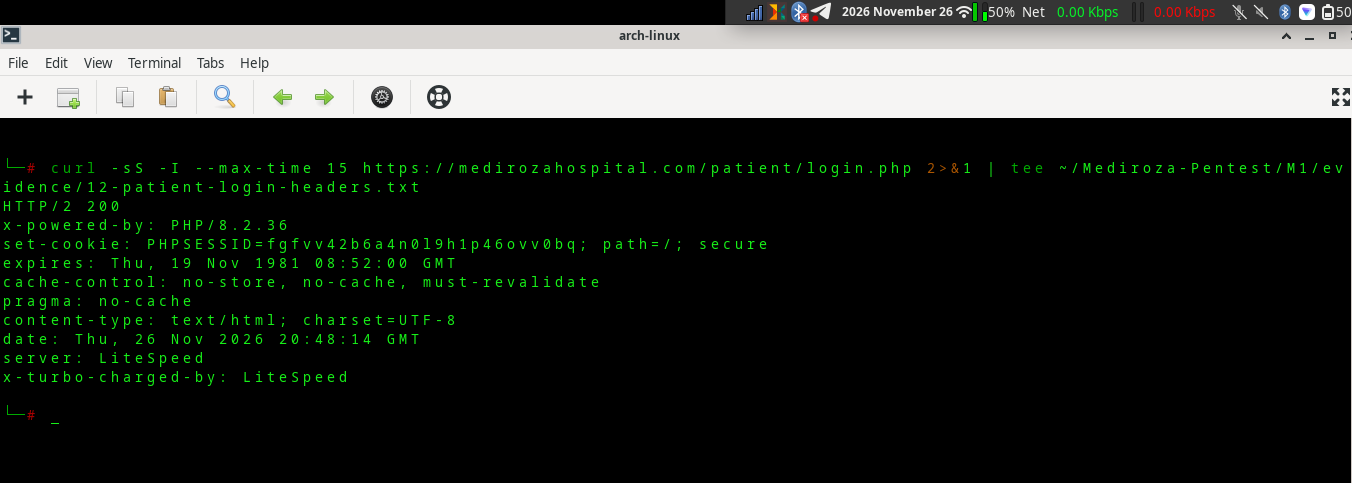 2026 November 26 50% Net 0.00 Kbps 0.00 Kbps 50
arch-linux
File Edit View Terminal Tabs Help
└─# curl -sS -I --max-time 15 https://medirozahospital.com/patient/login.php 2>&1 | tee ~/Mediroza-Pentest/M1/ev
idence/12-patient-login-headers.txt
HTTP/2 200
x-powered-by: PHP/8.2.36
set-cookie: PHPSESSID=fgfvv42b6a4n0l9h1p46ovv0bq; path=/; secure
expires: Thu, 19 Nov 1981 08:52:00 GMT
cache-control: no-store, no-cache, must-revalidate
pragma: no-cache
content-type: text/html; charset=UTF-8
date: Thu, 26 Nov 2026 20:48:14 GMT
server: LiteSpeed
x-turbo-charged-by: LiteSpeed
└─# _